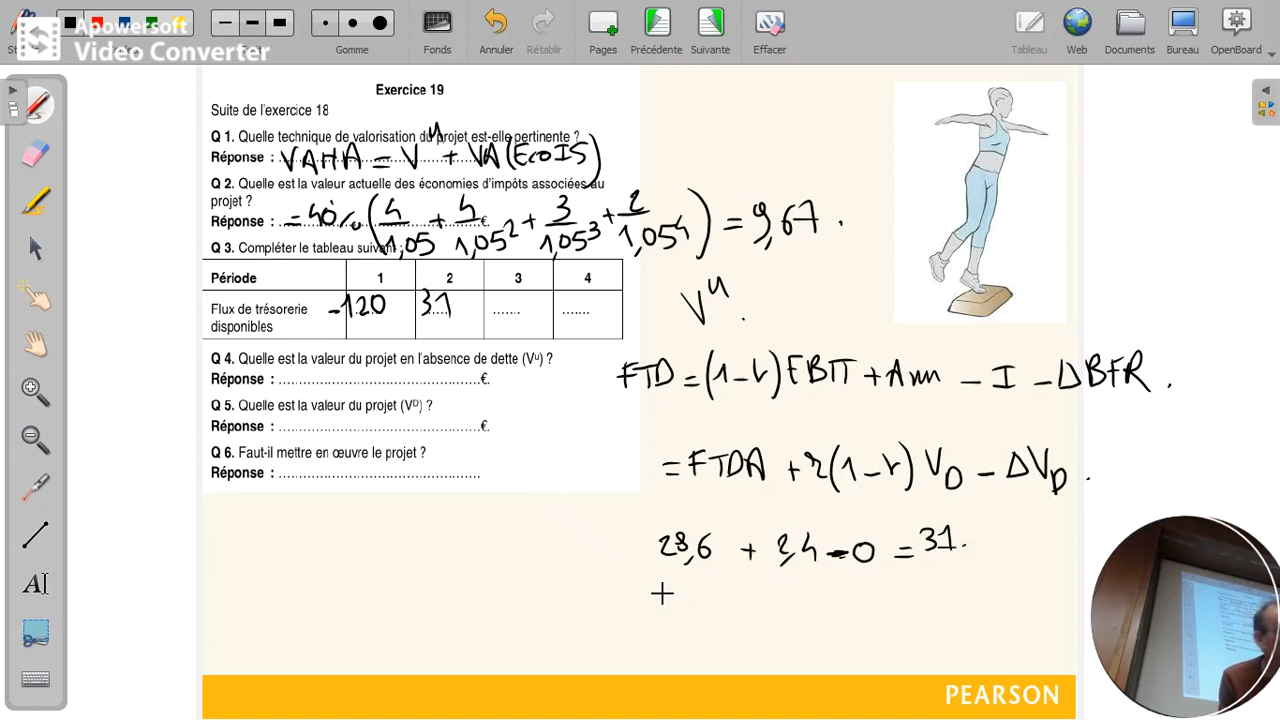 Apowersoft
Video Converter
Gomme
Fonds
Annuler
Rétablir
Pages
Précédente
Suivante
Effacer
Tableau
Web
Documents
Bureau
OpenBoard
Exercice 19
Suite de l'exercice 18
Q 1. Quelle technique de valorisation du projet est-elle pertinente ?
Réponse : VAHA = Vᵘ + VA(EcoIS)
Q 2. Quelle est la valeur actuelle des économies d'impôts associées au
projet ?
Réponse : = 40% (4/1,05 + 4/1,05² + 3/1,05³ + 2/1,05⁴) = 9,67. €.
Q 3. Compléter le tableau suivant :
Période 1 2 3 4
Flux de trésorerie disponibles -120 31 ....... .......
Vᵘ.
Q 4. Quelle est la valeur du projet en l'absence de dette (Vᵁ) ?
Réponse : ................................................€.
Q 5. Quelle est la valeur du projet (Vᴰ) ?
Réponse : ................................................€.
Q 6. Faut-il mettre en œuvre le projet ?
Réponse : ................................................
FTD = (1-τ) EBIT + Am - I - ΔBFR.
= FTDA + r(1-τ) V_D - ΔV_D.
28,6 + 2,4 - 0 = 31.
PEARSON